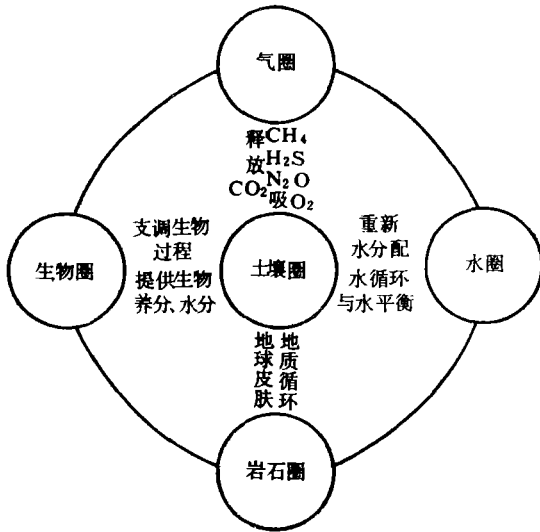 气圈
释CH₄
放H₂S
CO₂N₂O
吸O₂
支调生物
过程
提供生物
养分、水分
生物圈
土壤圈
重新
水分配
水循环
与水平衡
水圈
地球皮肤
地质循环
岩石圈